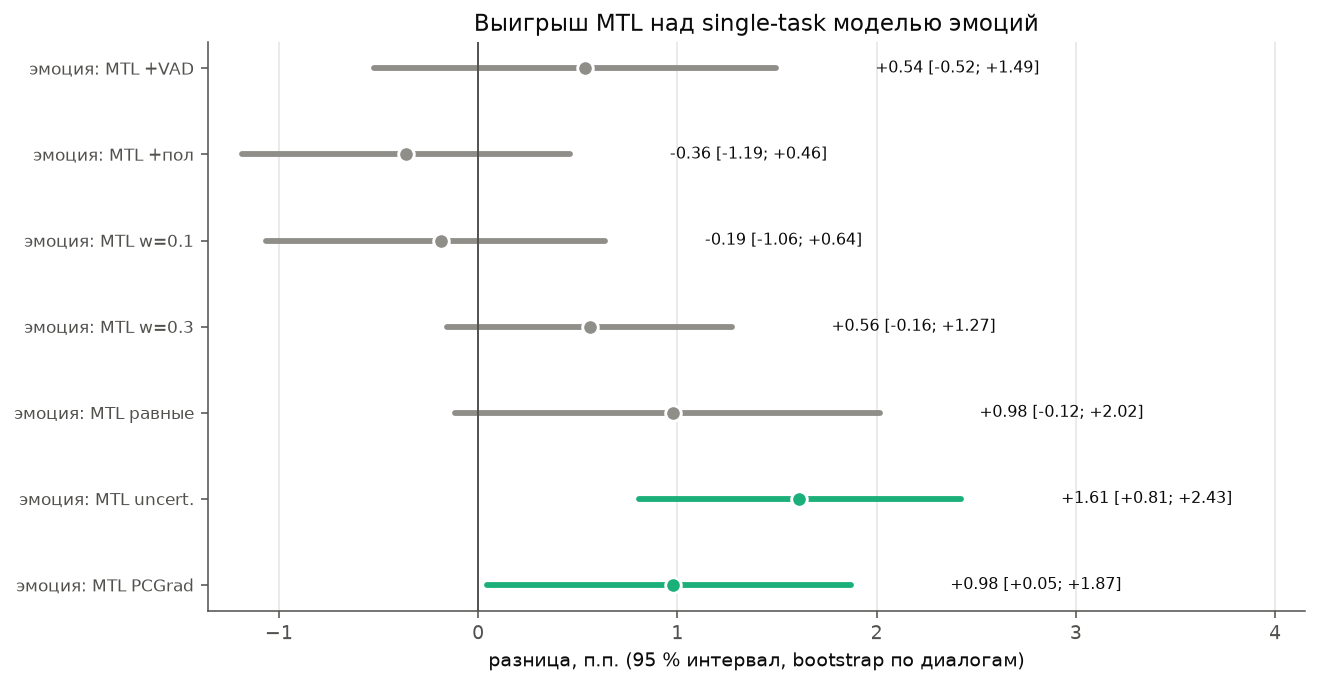 Выигрыш MTL над single-task моделью эмоций
эмоция: MTL +VAD
+0.54 [-0.52; +1.49]
эмоция: MTL +пол
-0.36 [-1.19; +0.46]
эмоция: MTL w=0.1
-0.19 [-1.06; +0.64]
эмоция: MTL w=0.3
+0.56 [-0.16; +1.27]
эмоция: MTL равные
+0.98 [-0.12; +2.02]
эмоция: MTL uncert.
+1.61 [+0.81; +2.43]
эмоция: MTL PCGrad
+0.98 [+0.05; +1.87]
−1 0 1 2 3 4
разница, п.п. (95 % интервал, bootstrap по диалогам)